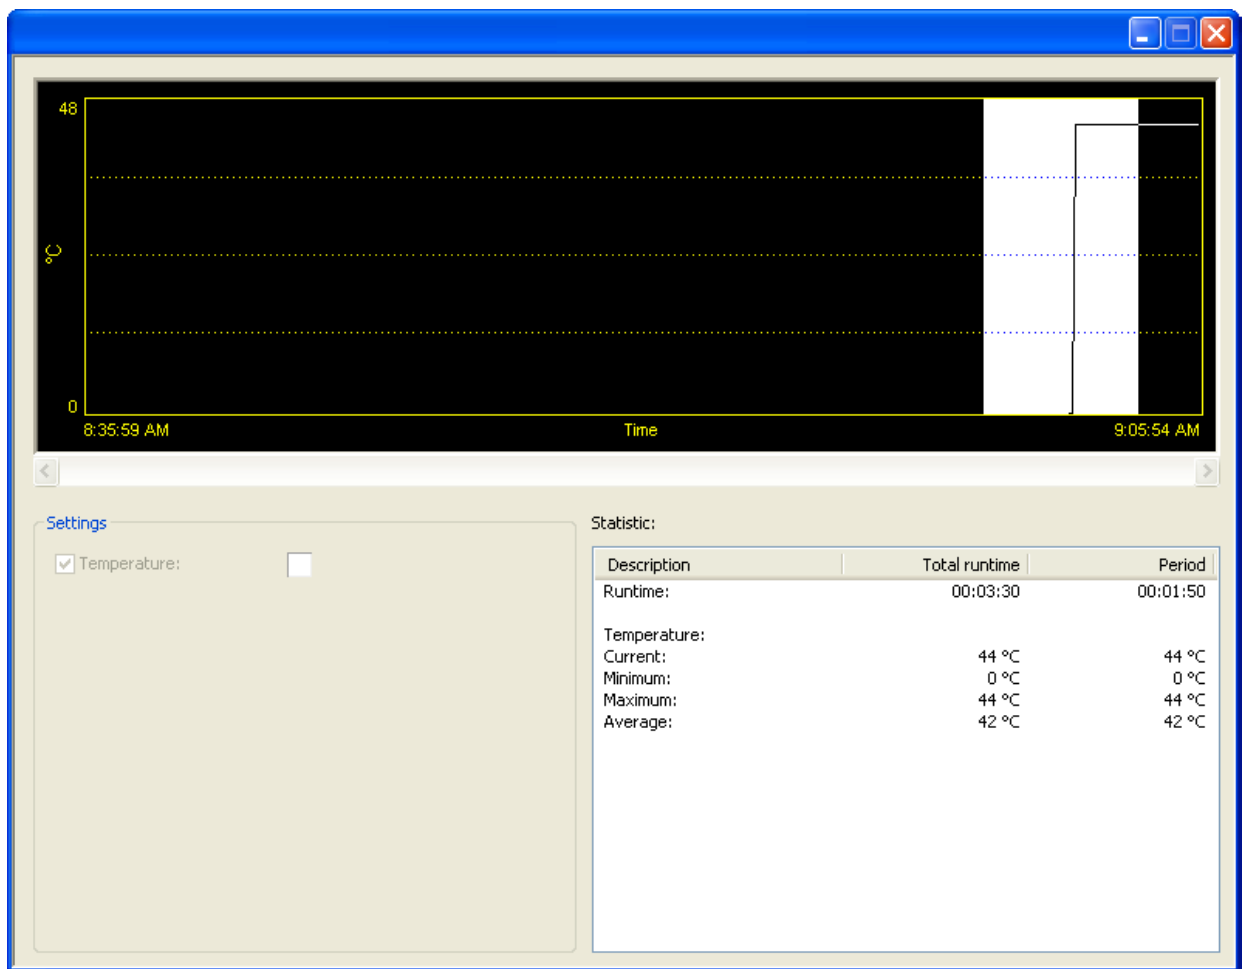 48
°C
0
8:35:59 AM Time 9:05:54 AM
Settings
Temperature:
Statistic:
Description Total runtime Period
Runtime: 00:03:30 00:01:50
Temperature:
Current: 44 °C 44 °C
Minimum: 0 °C 0 °C
Maximum: 44 °C 44 °C
Average: 42 °C 42 °C